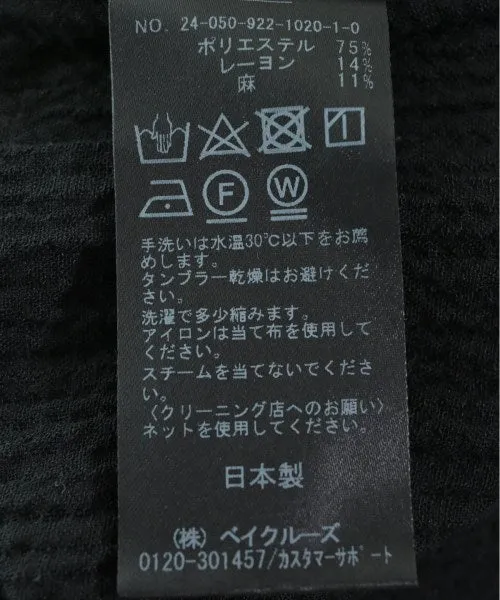 NO. 24-050-922-1020-1-0
ポリエステル 75%
レーヨン 14%
麻 11%
F
W
手洗いは水温30℃以下をお薦
めします。
タンブラー乾燥はお避けくだ
さい。
洗濯で多少縮みます。
アイロンは当て布を使用して
ください。
スチームを当てないでくださ
い。
〈クリーニング店へのお願い〉
ネットを使用してください。
日本製
(株) ベイクルーズ
0120-301457/カスタマーサポート